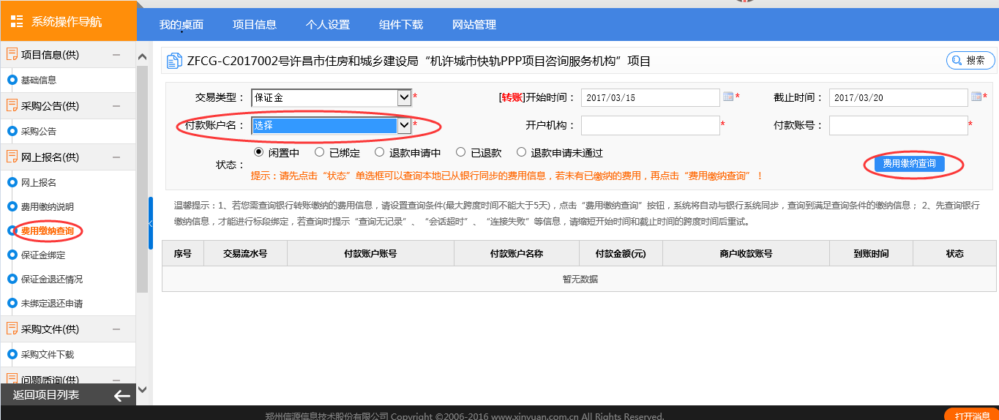 系统操作导航
我的桌面 项目信息 个人设置 组件下载 网站管理
项目信息(供)
基础信息
采购公告(供)
采购公告
网上报名(供)
网上报名
费用缴纳说明
费用缴纳查询
保证金绑定
保证金退还情况
未绑定退还申请
采购文件(供)
采购文件下载
问题质询(供)
返回项目列表
ZFCG-C2017002号许昌市住房和城乡建设局“机许城市快轨PPP项目咨询服务机构”项目
搜索
交易类型： 保证金 * [转账]开始时间： 2017/03/15 * 截止时间： 2017/03/20 *
付款账户名： 选择 * 开户机构： * 付款账号： *
状态： 闲置中 已绑定 退款申请中 已退款 退款申请未通过
提示：请先点击“状态”单选框可以查询本地已从银行同步的费用信息，若未有已缴纳的费用，再点击“费用缴纳查询”！
费用缴纳查询
温馨提示：1、若您需查询银行转账缴纳的费用信息，请设置查询条件(最大跨度时间不能大于5天)，点击“费用缴纳查询”按钮，系统将自动与银行系统同步，查询到满足查询条件的缴纳信息； 2、先查询银行
缴纳信息，才能进行标段绑定，若查询时提示“查询无记录”、“会话超时”、“连接失败”等信息，请缩短开始时间和截止时间的跨度时间后重试。
序号 交易流水号 付款账户账号 付款账户名称 付款金额(元) 商户收款账号 到账时间 状态
暂无数据
郑州信源信息技术股份有限公司 Copyright ©2006-2016 www.xinyuan.com.cn All Rights Reserved.
打开消息